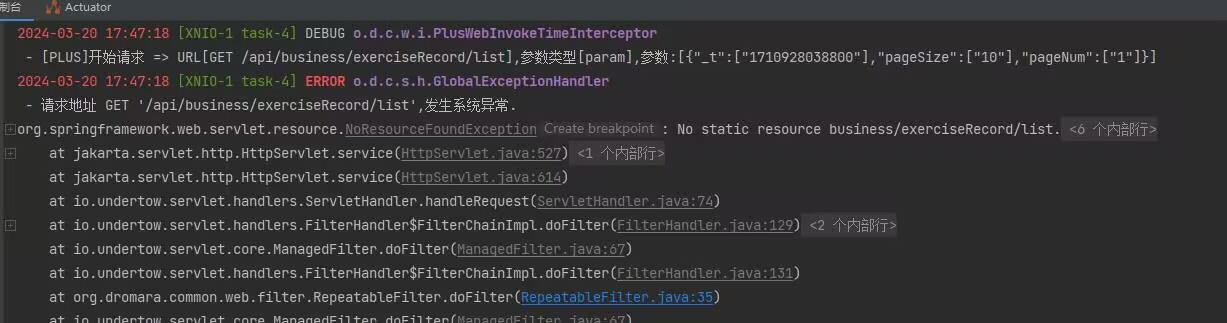 制台 Actuator
2024-03-20 17:47:18 [XNIO-1 task-4] DEBUG o.d.c.w.i.PlusWebInvokeTimeInterceptor
- [PLUS]开始请求 => URL[GET /api/business/exerciseRecord/list],参数类型[param],参数:[{"_t":["1710928038800"],"pageSize":["10"],"pageNum":["1"]}]
2024-03-20 17:47:18 [XNIO-1 task-4] ERROR o.d.c.s.h.GlobalExceptionHandler
- 请求地址 GET '/api/business/exerciseRecord/list',发生系统异常.
org.springframework.web.servlet.resource.NoResourceFoundException Create breakpoint : No static resource business/exerciseRecord/list. <6 个内部行>
at jakarta.servlet.http.HttpServlet.service(HttpServlet.java:527) <1 个内部行>
at jakarta.servlet.http.HttpServlet.service(HttpServlet.java:614)
at io.undertow.servlet.handlers.ServletHandler.handleRequest(ServletHandler.java:74)
at io.undertow.servlet.handlers.FilterHandler$FilterChainImpl.doFilter(FilterHandler.java:129) <2 个内部行>
at io.undertow.servlet.core.ManagedFilter.doFilter(ManagedFilter.java:67)
at io.undertow.servlet.handlers.FilterHandler$FilterChainImpl.doFilter(FilterHandler.java:131)
at org.dromara.common.web.filter.RepeatableFilter.doFilter(RepeatableFilter.java:35)
at io.undertow.servlet.core.ManagedFilter.doFilter(ManagedFilter.java:67)